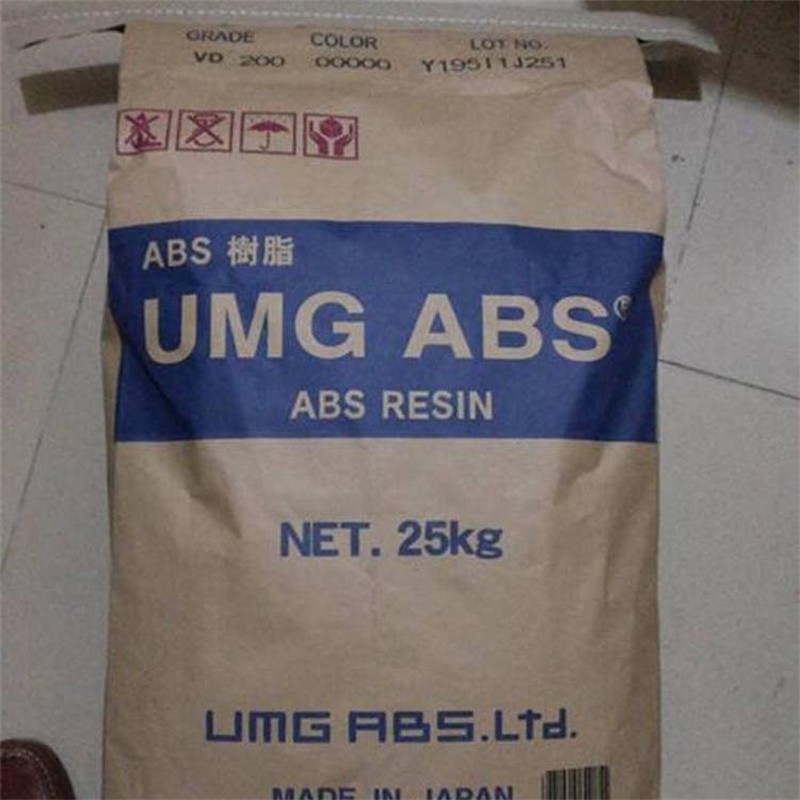 GRADE COLOR LOT NO.
VD 200 00000 Y19511J251
ABS 樹脂
UMG ABS®
ABS RESIN
NET. 25kg
UMG ABS.Ltd.
MADE IN JAPAN